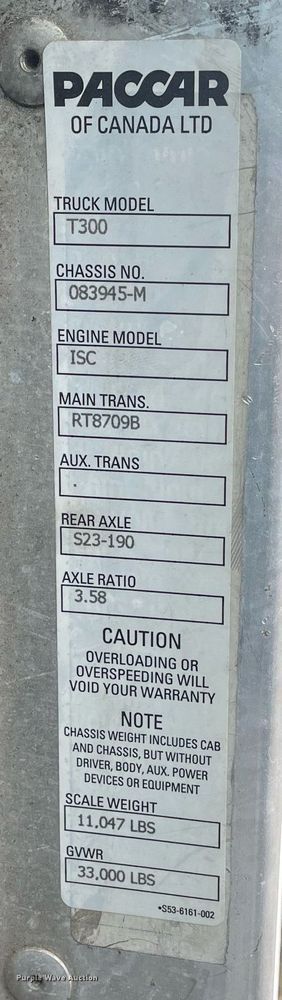 PACCAR
OF CANADA LTD
TRUCK MODEL
T300
CHASSIS NO.
083945-M
ENGINE MODEL
ISC
MAIN TRANS.
RT8709B
AUX. TRANS
.
REAR AXLE
S23-190
AXLE RATIO
3.58
CAUTION
OVERLOADING OR
OVERSPEEDING WILL
VOID YOUR WARRANTY
NOTE
CHASSIS WEIGHT INCLUDES CAB
AND CHASSIS, BUT WITHOUT
DRIVER, BODY, AUX. POWER
DEVICES OR EQUIPMENT
SCALE WEIGHT
11,047 LBS
GVWR
33,000 LBS
*S53-6161-002
Purple Wave Auction